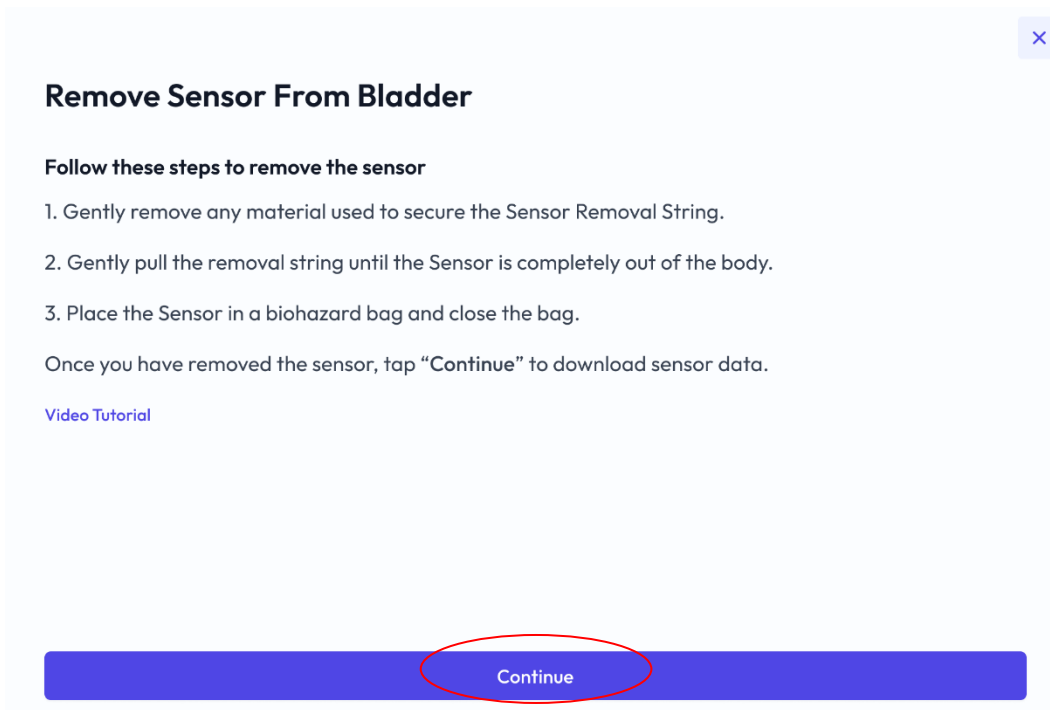 Remove Sensor From Bladder
Follow these steps to remove the sensor
1. Gently remove any material used to secure the Sensor Removal String.
2. Gently pull the removal string until the Sensor is completely out of the body.
3. Place the Sensor in a biohazard bag and close the bag.
Once you have removed the sensor, tap “Continue” to download sensor data.
Video Tutorial
Continue